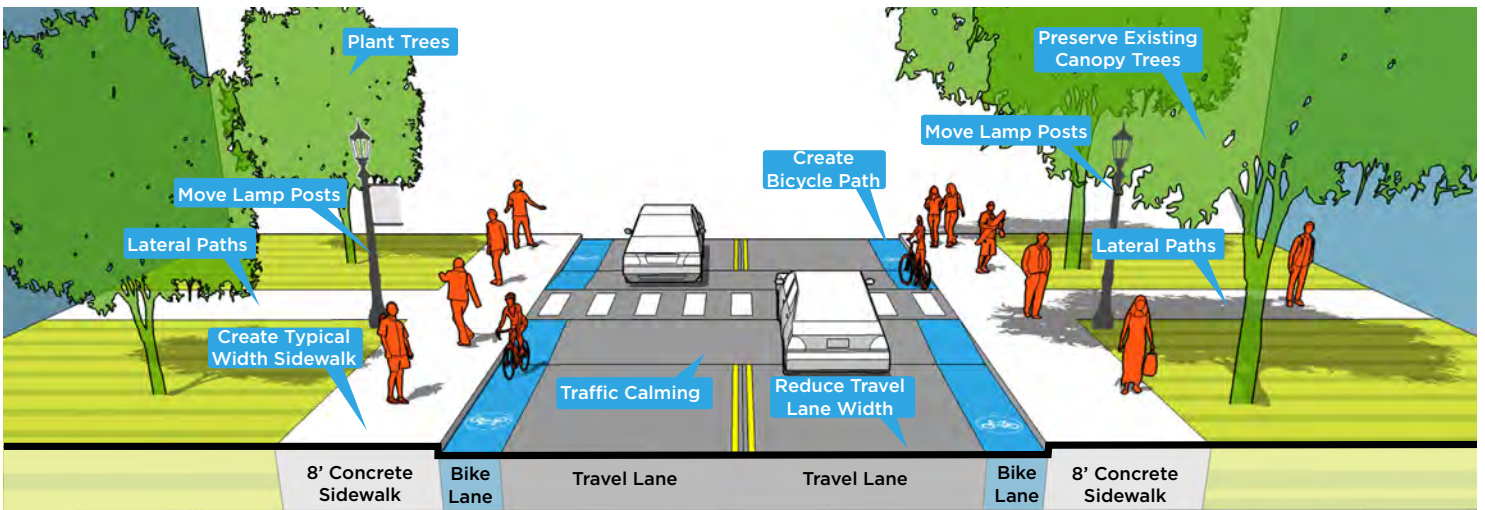 Plant Trees
Preserve Existing
Canopy Trees
Move Lamp Posts
Create
Bicycle Path
Move Lamp Posts
Lateral Paths
Lateral Paths
Create Typical
Width Sidewalk
Traffic Calming
Reduce Travel
Lane Width
8’ Concrete
Sidewalk
Bike
Lane
Travel Lane
Travel Lane
Bike
Lane
8’ Concrete
Sidewalk